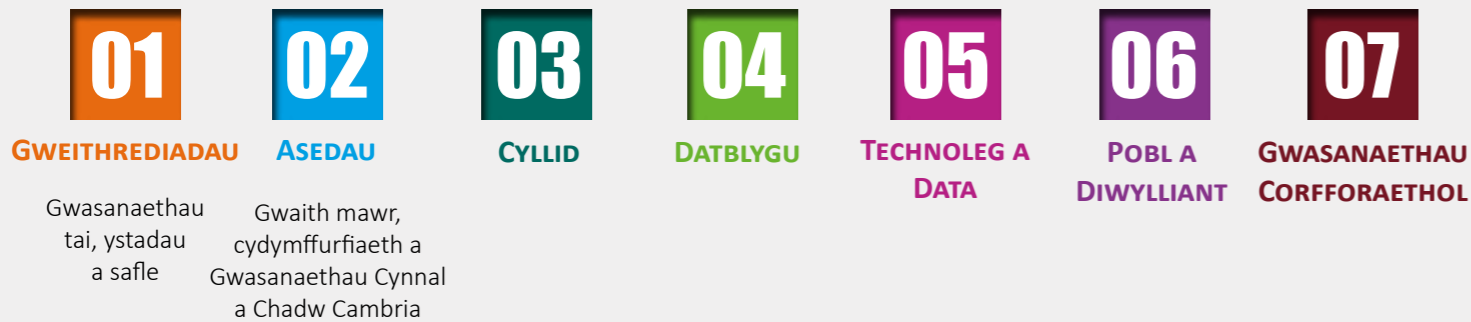 01
GWEITHREDIADAU
Gwasanaethau
tai, ystadau
a safle
02
ASEDAU
Gwaith mawr,
cydymffurfiaeth a
Gwasanaethau Cynnal
a Chadw Cambria
03
CYLLID
04
DATBLYGU
05
TECHNOLEG A
DATA
06
POBL A
DIWYLLIANT
07
GWASANAETHAU
CORFFORAETHOL